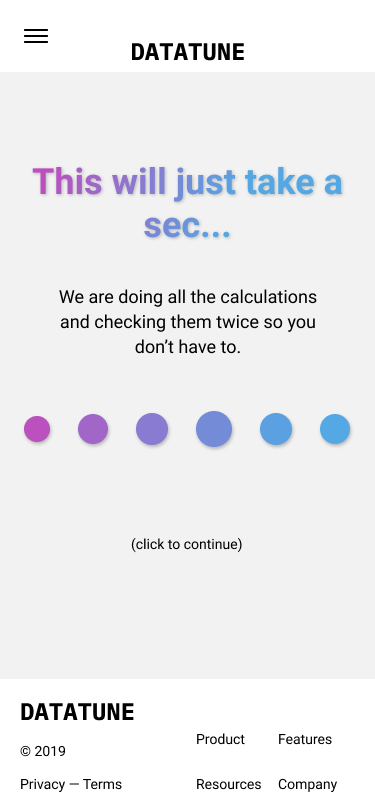 DATATUNE
This will just take a
sec...
We are doing all the calculations
and checking them twice so you
don’t have to.
(click to continue)
DATATUNE
© 2019
Privacy — Terms
Product
Features
Resources
Company